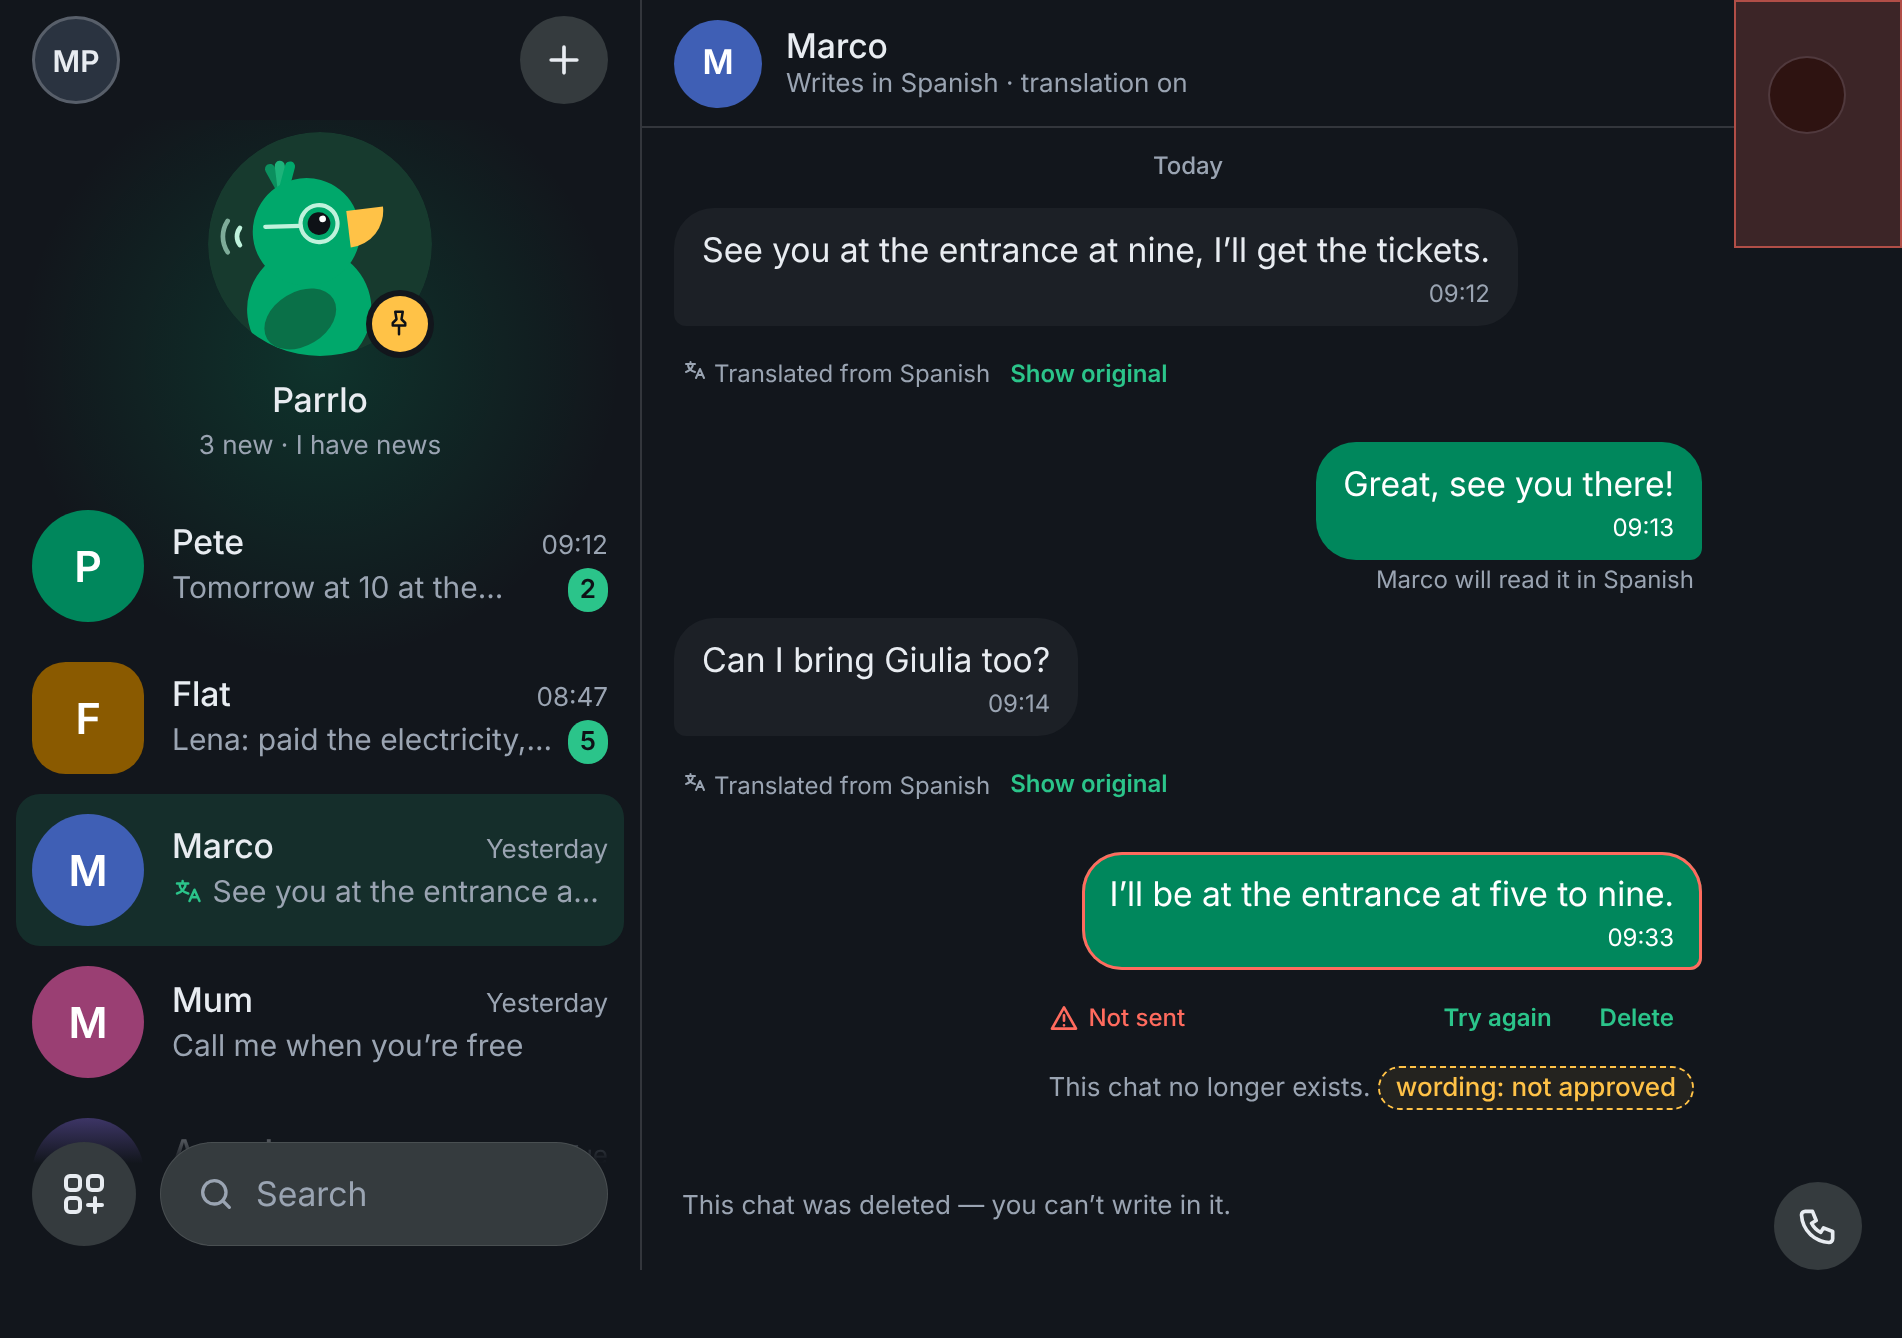 MP
Parrlo
3 new · I have news
P
Pete
09:12
Tomorrow at 10 at the...
2
F
Flat
08:47
Lena: paid the electricity,...
5
M
Marco
Yesterday
See you at the entrance a...
M
Mum
Yesterday
Call me when you’re free
Search
M
Marco
Writes in Spanish · translation on
Today
See you at the entrance at nine, I’ll get the tickets.
09:12
Translated from Spanish Show original
Great, see you there!
09:13
Marco will read it in Spanish
Can I bring Giulia too?
09:14
Translated from Spanish Show original
I’ll be at the entrance at five to nine.
09:33
Not sent Try again Delete
This chat no longer exists. wording: not approved
This chat was deleted — you can’t write in it.